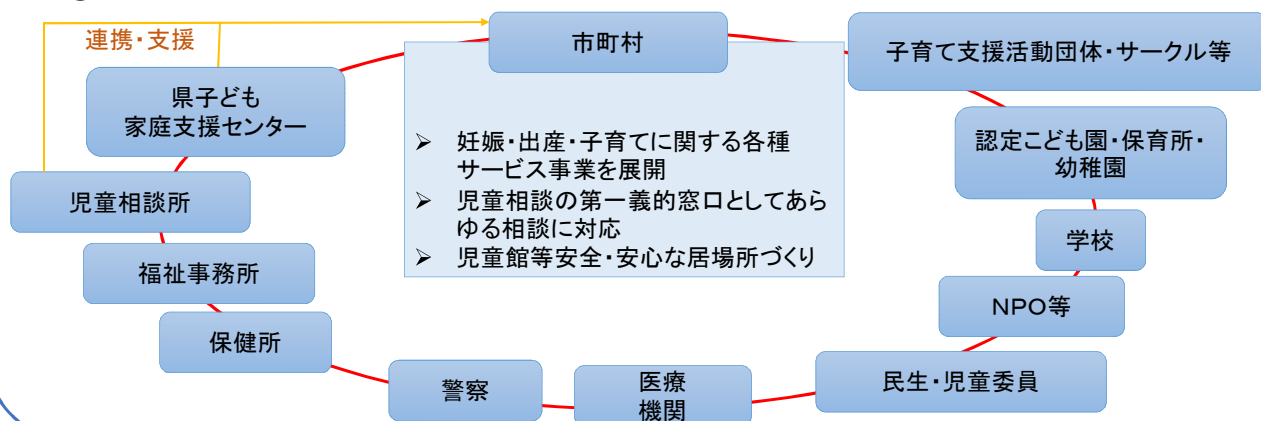 連携・支援
市町村
子育て支援活動団体・サークル等
県子ども
家庭支援センター
➢ 妊娠・出産・子育てに関する各種
サービス事業を展開
➢ 児童相談の第一義的窓口としてあら
ゆる相談に対応
➢ 児童館等安全・安心な居場所づくり
認定こども園・保育所・
幼稚園
児童相談所
学校
福祉事務所
NPO等
保健所
民生・児童委員
警察
医療
機関